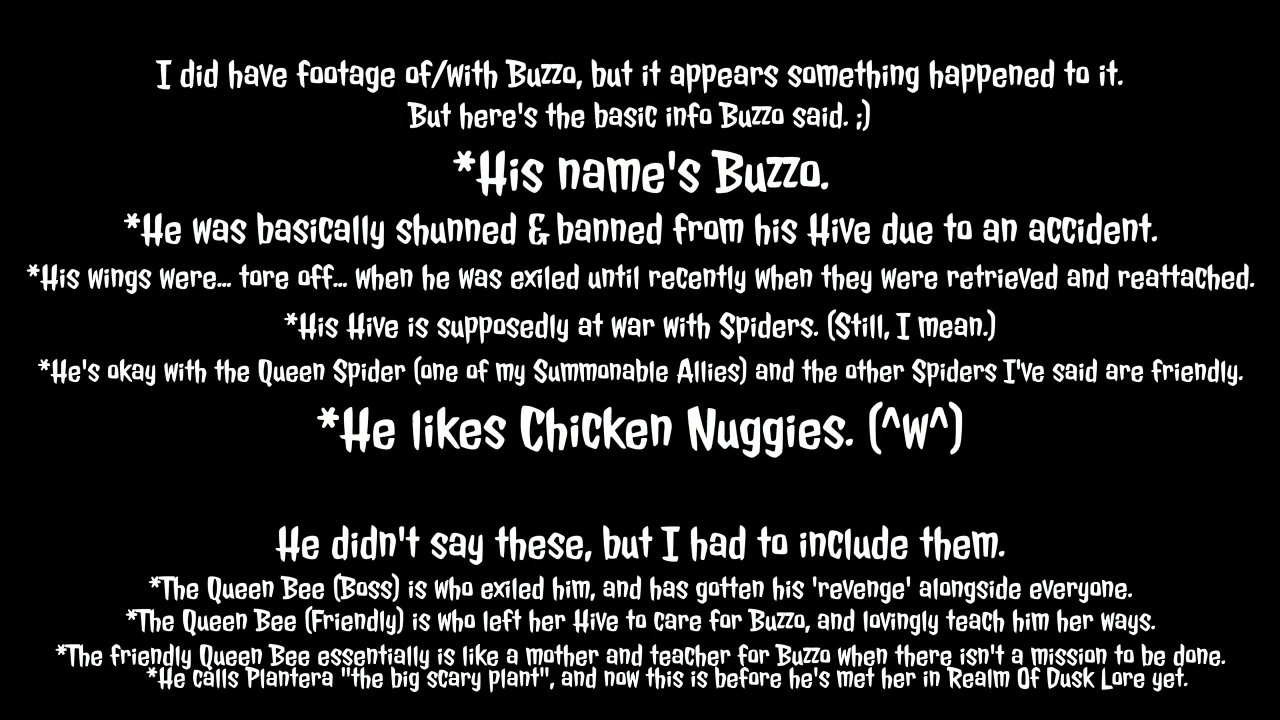 I did have footage of/with Buzzo, but it appears something happened to it.
But here's the basic info Buzzo said. ;)
*His name's Buzzo.
*He was basically shunned & banned from his Hive due to an accident.
*His wings were... tore off... when he was exiled until recently when they were retrieved and reattached.
*His Hive is supposedly at war with Spiders. (Still, I mean.)
*He's okay with the Queen Spider (one of my Summonable Allies) and the other Spiders I've said are friendly.
*He likes Chicken Nuggies. (^w^)
He didn't say these, but I had to include them.
*The Queen Bee (Boss) is who exiled him, and has gotten his 'revenge' alongside everyone.
*The Queen Bee (Friendly) is who left her Hive to care for Buzzo, and lovingly teach him her ways.
*The friendly Queen Bee essentially is like a mother and teacher for Buzzo when there isn't a mission to be done.
*He calls Plantera "the big scary plant", and now this is before he's met her in Realm Of Dusk Lore yet.